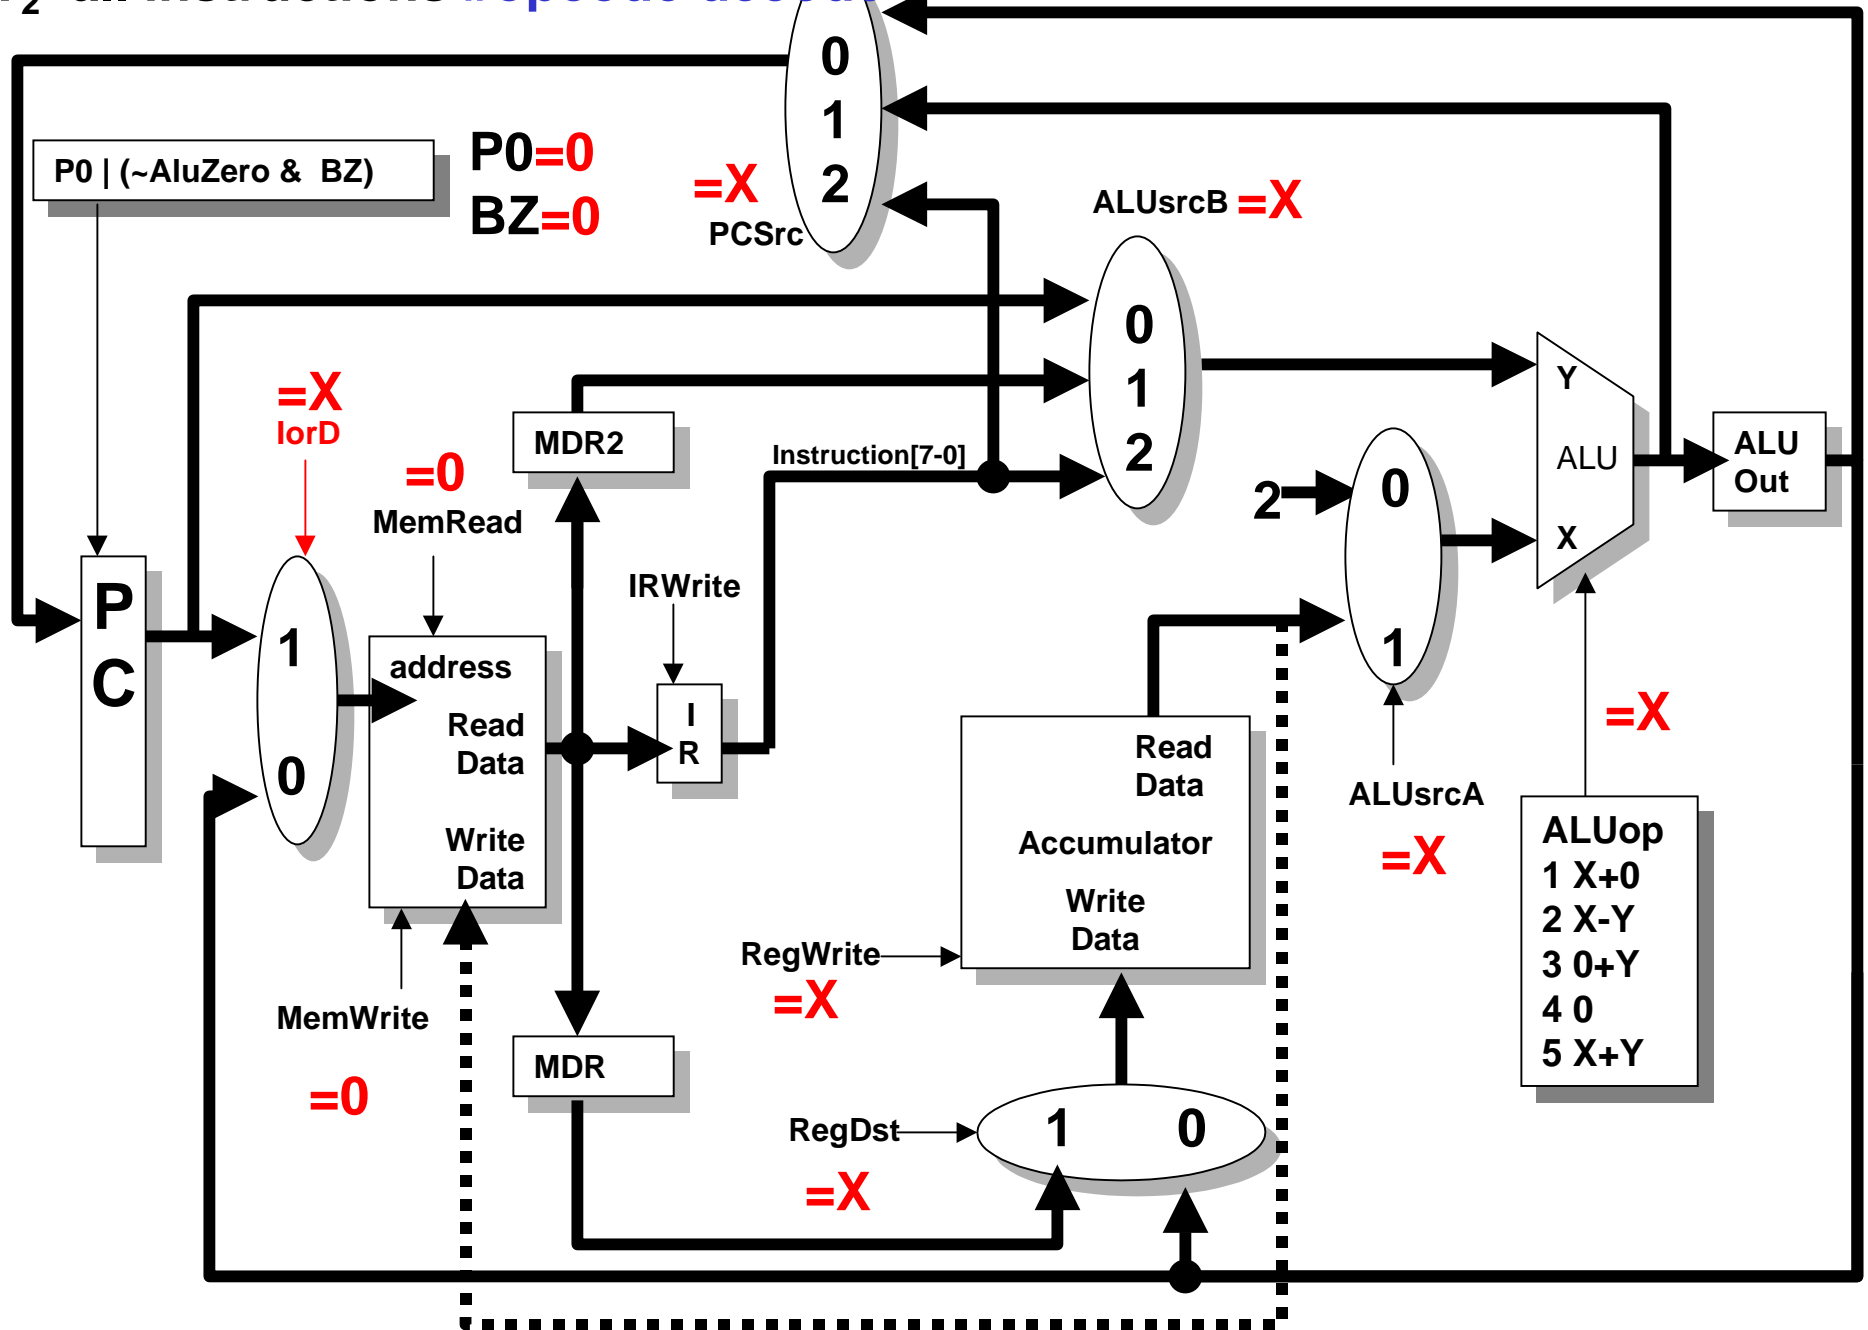 0
1
2
P0 | (~AluZero & BZ)
P0=0
BZ=0
=X
PCSrc
ALUsrcB =X
0
1
2
=X
IorD
=0
MemRead
MDR2
Instruction[7-0]
Y
ALU
X
ALU
Out
2
0
1
IRWrite
P
C
1
0
address
Read
Data
Write
Data
I
R
=X
Read
Data
Accumulator
Write
Data
ALUsrcA
=X
ALUop
1 X+0
2 X-Y
3 0+Y
4 0
5 X+Y
RegWrite
=X
MemWrite
=0
MDR
RegDst
=X
1 0